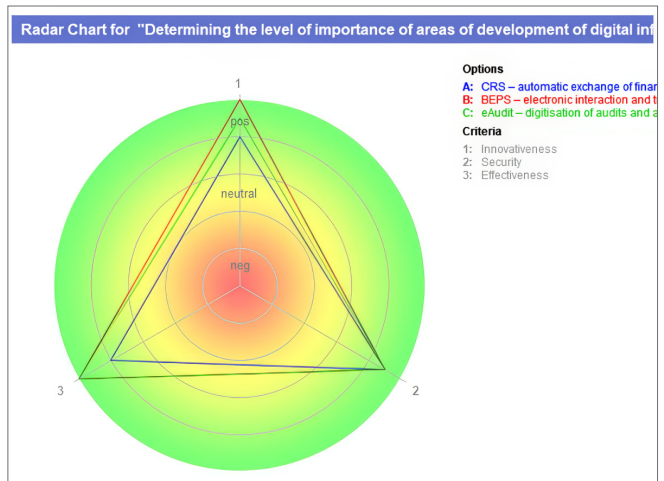 Radar Chart for "Determining the level of importance of areas of development of digital
Options
A: CRS – automatic exchange of
B: BEPS – electronic interaction and
C: eAudit – digitisation of audits and
Criteria
1: Innovativeness
2: Security
3: Effectiveness
1
pos
neutral
neg
3
2